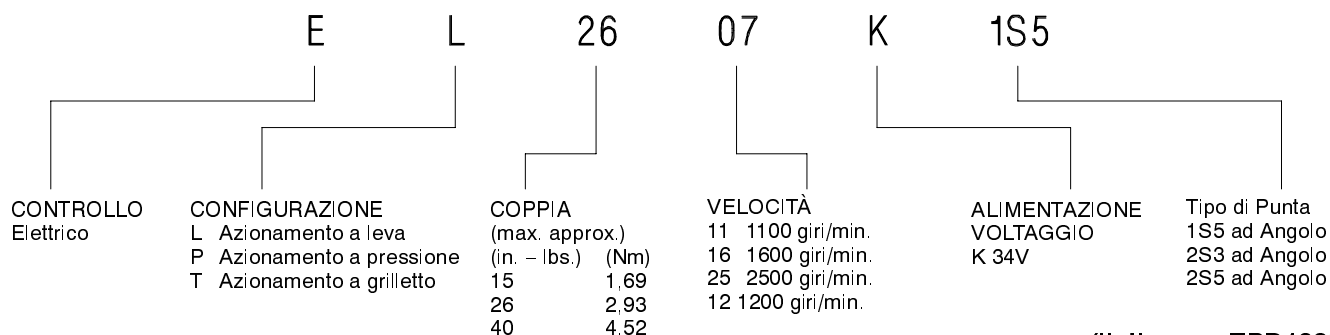 E L 26 07 K 1S5
CONTROLLO
Elettrico
CONFIGURAZIONE
L Azionamento a leva
P Azionamento a pressione
T Azionamento a grilletto
COPPIA
(max. approx.)
(in. – lbs.) (Nm)
15 1,69
26 2,93
40 4,52
VELOCITÀ
11 1100 giri/min.
16 1600 giri/min.
25 2500 giri/min.
12 1200 giri/min.
ALIMENTAZIONE
VOLTAGGIO
K 34V
Tipo di Punta
1S5 ad Angolo
2S3 ad Angolo
2S5 ad Angolo